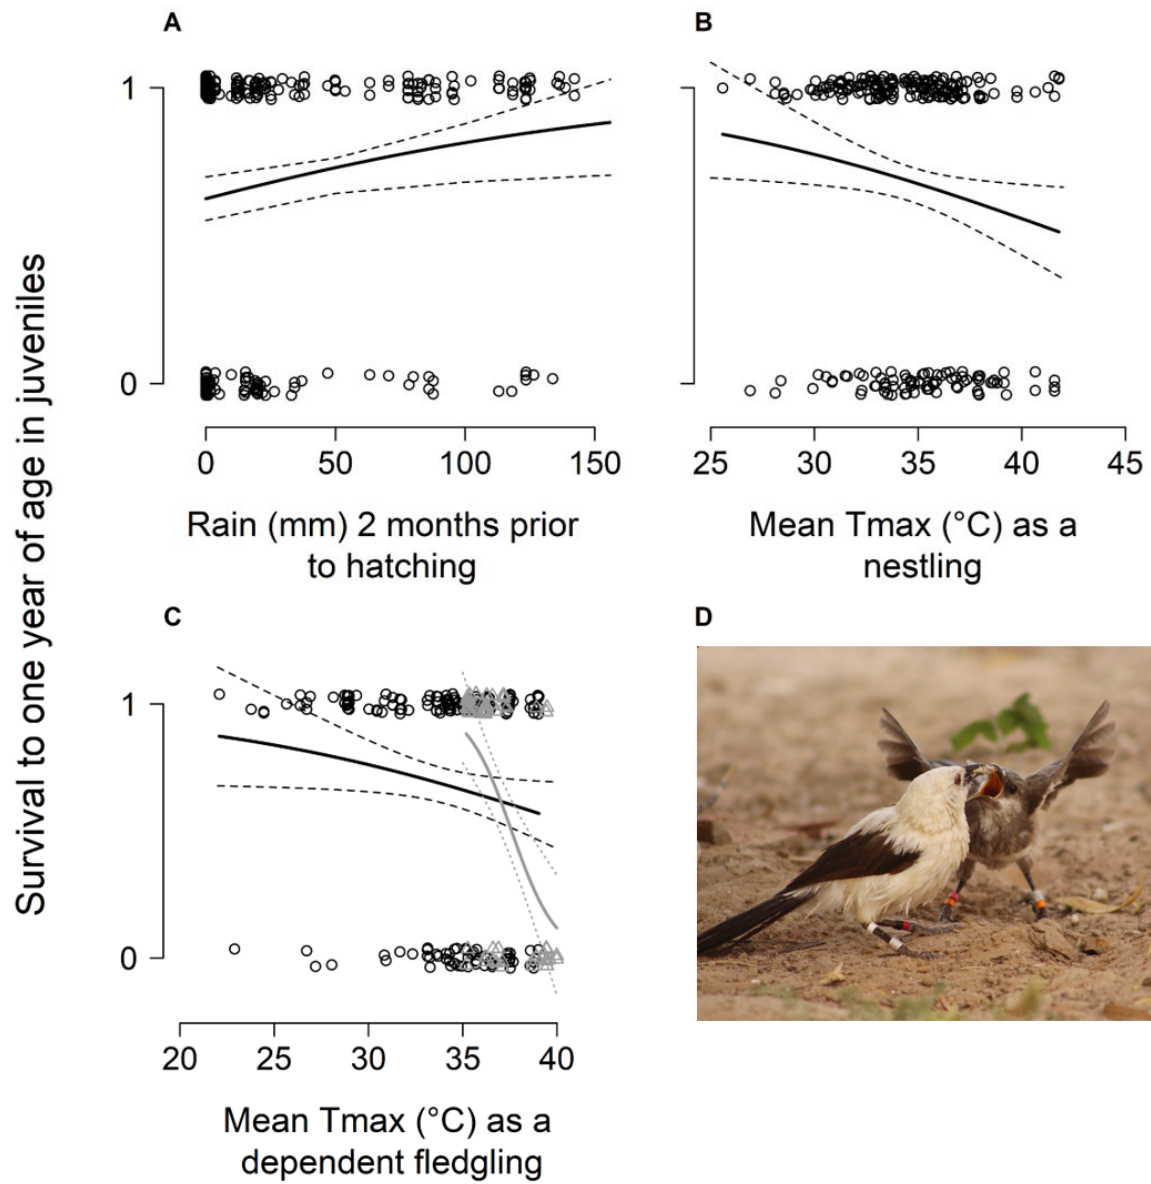 A
B
1
0
0 50 100 150
25 30 35 40 45
Rain (mm) 2 months prior
to hatching
Mean Tmax (°C) as a
nestling
Survival to one year of age in juveniles
C
D
1
0
20 25 30 35 40
Mean Tmax (°C) as a
dependent fledgling